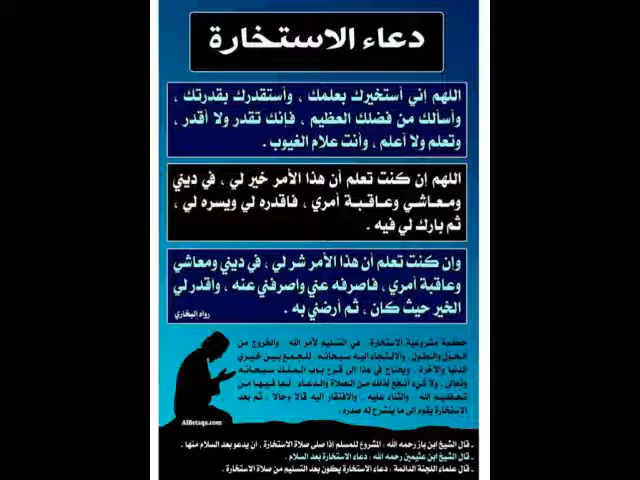 دعاء الاستخارة
اللهم إني أستخيرك بعلمك ، وأستقدرك بقدرتك ،
وأسألك من فضلك العظيم ، فإنك تقدر ولا أقدر ،
وتعلم ولا أعلم ، وأنت علام الغيوب .
اللهم إن كنت تعلم أن هذا الأمر خير لي ، في ديني
ومعاشي وعاقبة أمري ، فاقدره لي ويسره لي ،
ثم بارك لي فيه .
وإن كنت تعلم أن هذا الأمر شر لي ، في ديني ومعاشي
وعاقبة أمري ، فاصرفه عني واصرفني عنه ، واقدر لي
الخير حيث كان ، ثم أرضني به .
رواه البخاري
حكمة مشروعية الاستخارة ، هي التسليم لأمر الله والخروج من
الحول والطول ، والالتجاء إليه سبحانه ، للجمع بين خيري
الدنيا والآخرة ، ويحتاج في هذا إلى قرع باب الملك سبحانه
وتعالى ، ولا شيء أنجع لذلك من الصلاة والدعاء لما فيها من
تعظيم الله والثناء عليه ، والافتقار إليه قالا وحالا ، ثم بعد
الاستخارة يقوم إلى ما ينشرح له صدره .
AlBetaqa.com
ـ قال الشيخ ابن باز رحمه الله : المشروع للمسلم إذا صلى صلاة الاستخارة ، أن يدعو بعد السلام منها .
ـ قال الشيخ ابن عثيمين رحمه الله : دعاء الاستخارة بعد السلام .
ـ قال علماء اللجنة الدائمة : دعاء الاستخارة يكون بعد التسليم من صلاة الاستخارة .